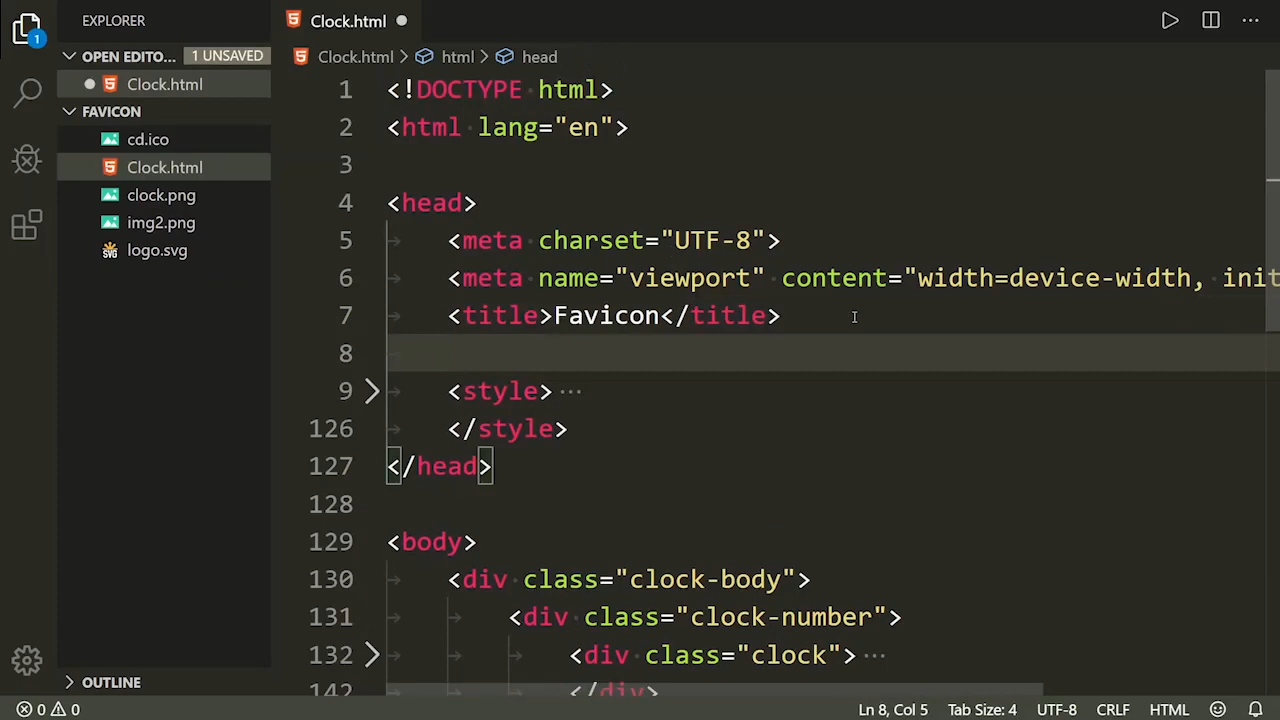 EXPLORER
Clock.html
OPEN EDITO... 1 UNSAVED
Clock.html > html > head
1
Clock.html
FAVICON
cd.ico
Clock.html
clock.png
img2.png
logo.svg
SVG
OUTLINE
1 <!DOCTYPE html>
2 <html lang="en">
3
4 <head>
5 <meta charset="UTF-8">
6 <meta name="viewport" content="width=device-width, init
7 <title>Favicon</title>
8
9 <style>...
126 </style>
127 </head>
128
129 <body>
130 <div class="clock-body">
131 <div class="clock-number">
132 <div class="clock">...
142 </div>
0 0
Ln 8, Col 5 Tab Size: 4 UTF-8 CRLF HTML